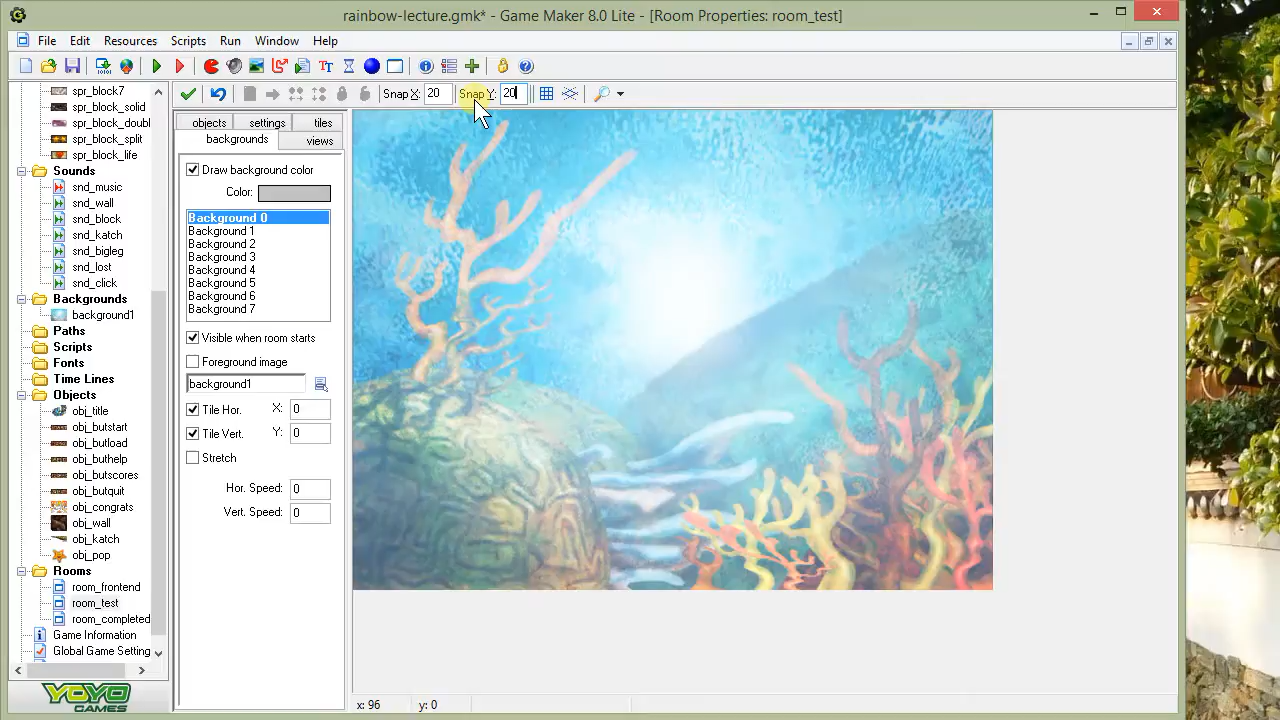 rainbow-lecture.gmk* - Game Maker 8.0 Lite - [Room Properties: room_test]
File Edit Resources Scripts Run Window Help
Snap X: 20 Snap Y: 20
spr_block7
spr_block_solid
spr_block_doubl
spr_block_split
spr_block_life
Sounds
snd_music
snd_wall
snd_block
snd_katch
snd_bigleg
snd_lost
snd_click
Backgrounds
background1
Paths
Scripts
Fonts
Time Lines
Objects
obj_title
obj_butstart
obj_butload
obj_buthelp
obj_butscores
obj_butquit
obj_congrats
obj_wall
obj_katch
obj_pop
Rooms
room_frontend
room_test
room_completed
Game Information
Global Game Setting
YOYO
GAMES
objects settings tiles
backgrounds views
Draw background color
Color:
Background 0
Background 1
Background 2
Background 3
Background 4
Background 5
Background 6
Background 7
Visible when room starts
Foreground image
background1
Tile Hor. X: 0
Tile Vert. Y: 0
Stretch
Hor. Speed: 0
Vert. Speed: 0
x: 96 y: 0